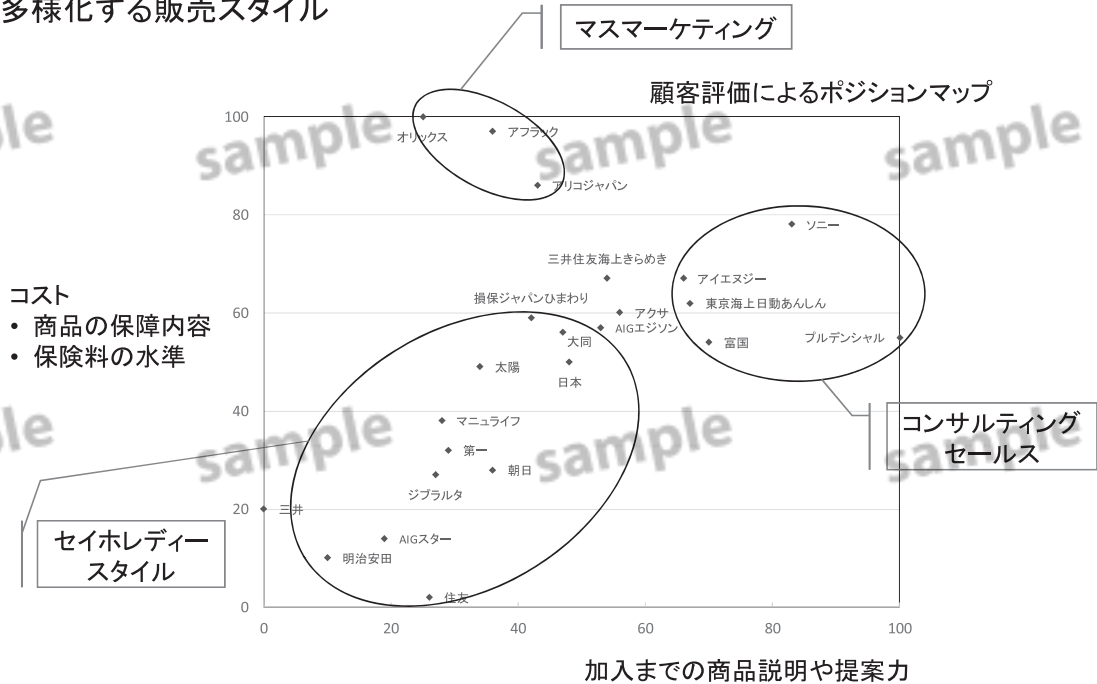 多様化する販売スタイル
マスマーケティング
顧客評価によるポジションマップ
sample
sample
sample
100
オリックス
アフラック
アリコジャパン
80
ソニー
三井住友海上きらめき
アイエヌジー
コスト
• 商品の保障内容
• 保険料の水準
損保ジャパンひまわり
東京海上日動あんしん
60
アクサ
AIGエジソン
大同
富国
プルデンシャル
太陽
日本
40
マニュライフ
コンサルティング
セールス
sample
sample
sample
第一
朝日
ジブラルタ
20
三井
セイホレディー
スタイル
AIGスター
明治安田
住友
0
0
20
40
60
80
100
加入までの商品説明や提案力